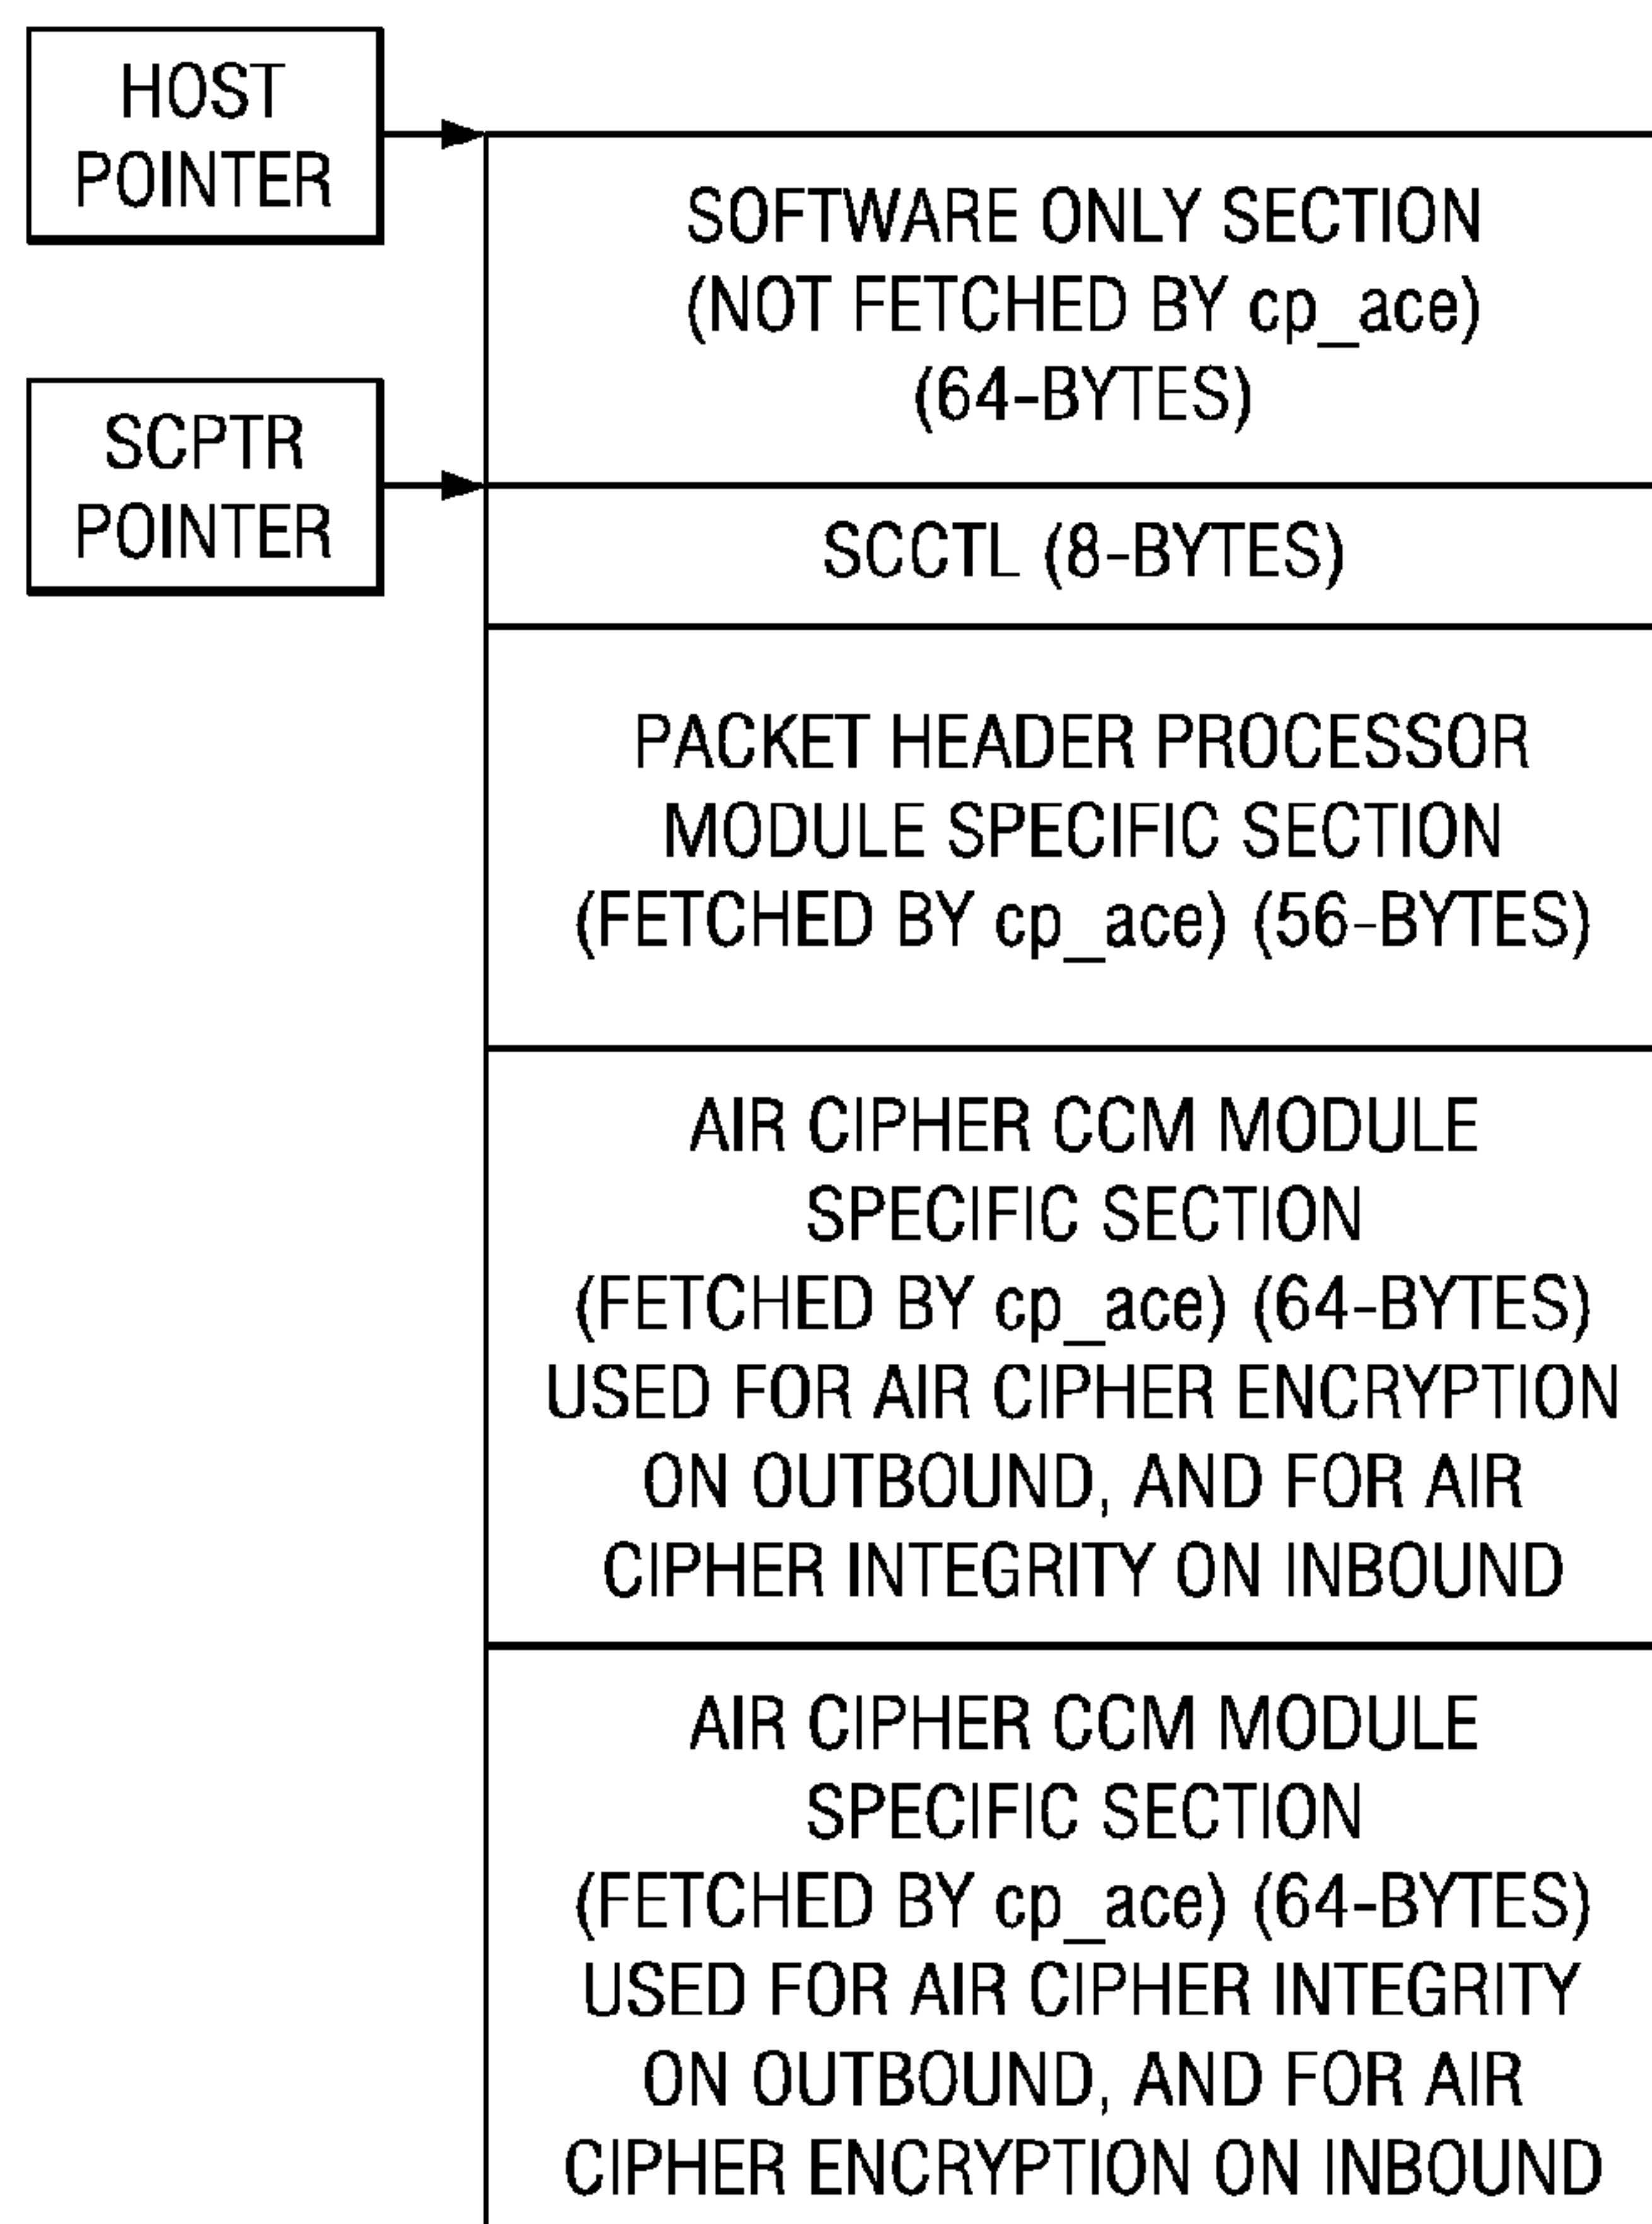 HOST
POINTER
SOFTWARE ONLY SECTION
(NOT FETCHED BY cp_ace)
(64-BYTES)
SCPTR
POINTER
SCCTL (8-BYTES)
PACKET HEADER PROCESSOR
MODULE SPECIFIC SECTION
(FETCHED BY cp_ace) (56-BYTES)
AIR CIPHER CCM MODULE
SPECIFIC SECTION
(FETCHED BY cp_ace) (64-BYTES)
USED FOR AIR CIPHER ENCRYPTION
ON OUTBOUND, AND FOR AIR
CIPHER INTEGRITY ON INBOUND
AIR CIPHER CCM MODULE
SPECIFIC SECTION
(FETCHED BY cp_ace) (64-BYTES)
USED FOR AIR CIPHER INTEGRITY
ON OUTBOUND, AND FOR AIR
CIPHER ENCRYPTION ON INBOUND